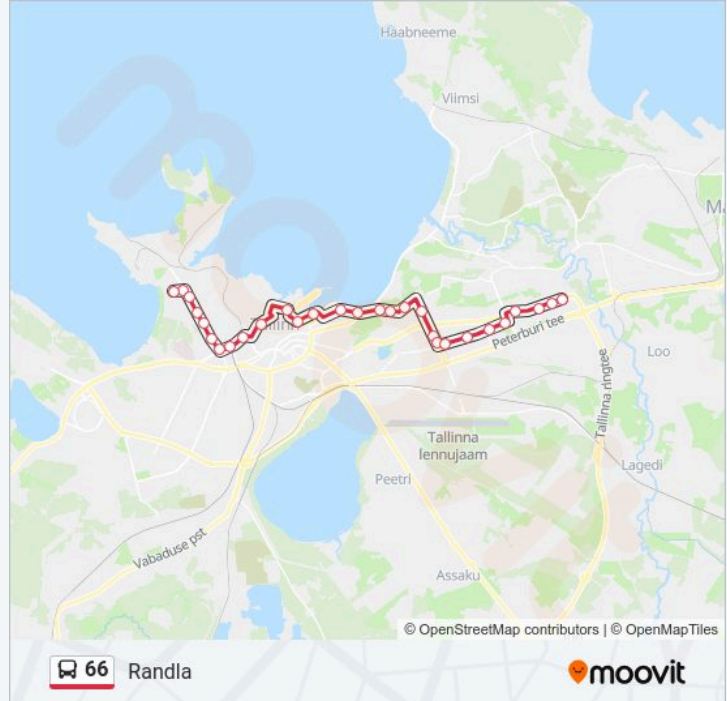 Haabneeme
Viimsi
Ma
Tallinn
Peterburi tee
Loo
Tallinna ringtee
Tallinna
lennujaam
Lagedi
Peetri
Vabaduse pst
Assaku
© OpenStreetMap contributors | © OpenMapTiles
66 Randla
moovit